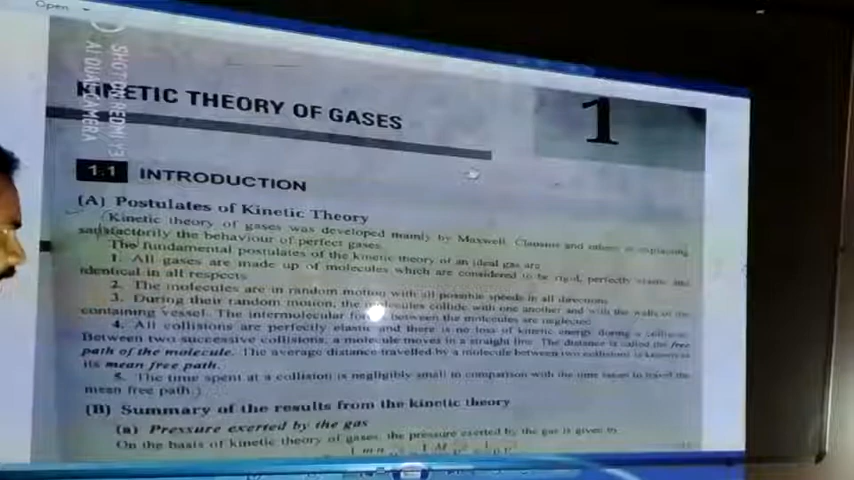 Open
SHOT ON REDMI Y3
AI DUAL CAMERA
KINETIC THEORY OF GASES
1
1.1 INTRODUCTION
(A) Postulates of Kinetic Theory
Kinetic theory of gases was developed mainly by Maxwell, Clausius and others in explaining
satisfactorily the behaviour of perfect gases.
The fundamental postulates of the kinetic theory of an ideal gas are
1. All gases are made up of molecules which are considered to be rigid, perfectly elastic and
identical in all respects.
2. The molecules are in random motion with all possible speeds in all directions.
3. During their random motion, the molecules collide with one another and with the walls of the
containing vessel. The intermolecular between the molecules are neglected.
4. All collisions are perfectly elastic and there is no loss of kinetic energy during a collision.
Between two successive collisions, a molecule moves in a straight line. The distance is called the free
path of the molecule. The average distance travelled by a molecule between two collisions is known as
its mean free path.
5. The time spent at a collision is negligibly small in comparison with the time taken to travel the
mean free path.
(B) Summary of the results from the kinetic theory
(a) Pressure exerted by the gas
On the basis of kinetic theory of gases, the pressure exerted by the gas is given by